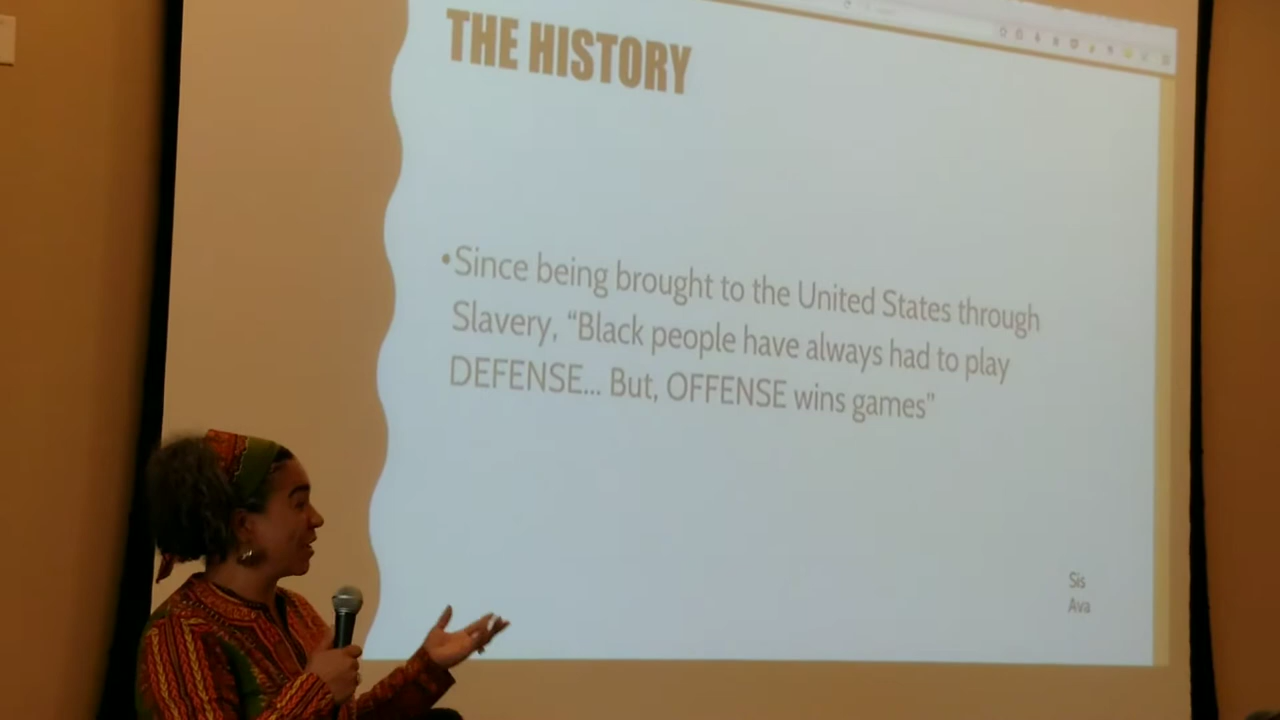 THE HISTORY
•Since being brought to the United States through
Slavery, “Black people have always had to play
DEFENSE... But, OFFENSE wins games”
Sis
Ava